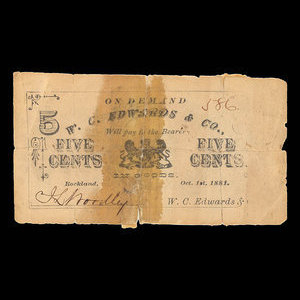 ON DEMAND
586
5
W. C. EDWARDS & CO.,
Will pay to the Bearer
FIVE CENTS
FIVE CENTS.
IN GOODS.
Rockland,
Oct. 1st, 1881.
W. C. Edwards &